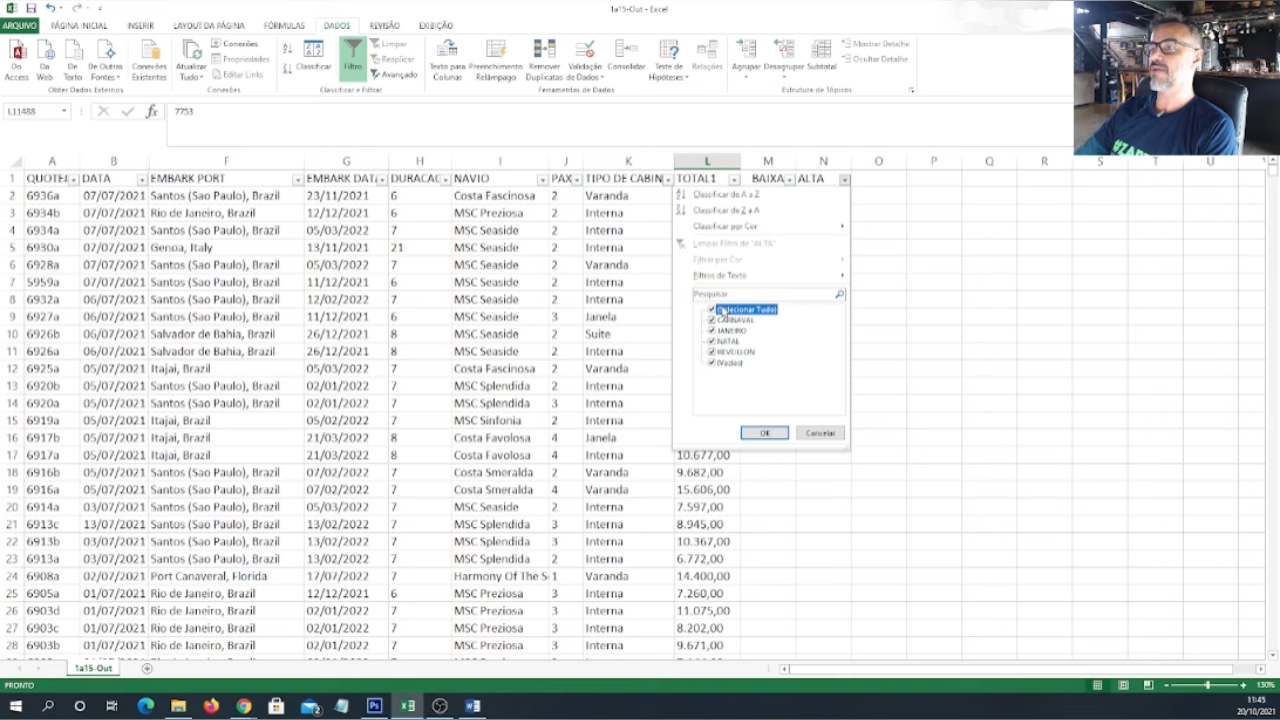 1a15-Out - Excel
ARQUIVO PÁGINA INICIAL INSERIR LAYOUT DA PÁGINA FÓRMULAS DADOS REVISÃO EXIBIÇÃO
Do Access
Da Web
De Texto
De Outras Fontes
Conexões Existentes
Obter Dados Externos
Atualizar Tudo
Conexões
Propriedades
Editar Links
Conexões
Classificar
Filtro
Limpar
Reaplicar
Avançado
Classificar e Filtrar
Texto para Colunas
Preenchimento Relâmpago
Remover Duplicatas
Validação de Dados
Consolidar
Teste de Hipóteses
Relações
Ferramentas de Dados
Agrupar
Desagrupar
Subtotal
Mostrar Detalhe
Ocultar Detalhe
Estrutura de Tópicos
L11488 fx 7753
A B F G H I J K L M N O P Q R S T U
1 QUOTE DATA EMBARK PORT EMBARK DAT DURACAO NAVIO PAX TIPO DE CABIN TOTAL1 BAIXA ALTA
2 6936a 07/07/2021 Santos (Sao Paulo), Brazil 23/11/2021 6 Costa Fascinosa 2 Varanda
3 6934b 07/07/2021 Rio de Janeiro, Brazil 12/12/2021 6 MSC Preziosa 2 Interna
4 6934a 07/07/2021 Santos (Sao Paulo), Brazil 05/03/2022 7 MSC Seaside 2 Interna
5 6930a 07/07/2021 Genoa, Italy 13/11/2021 21 MSC Seaside 2 Interna
6 6928a 07/07/2021 Santos (Sao Paulo), Brazil 05/03/2022 7 MSC Seaside 2 Varanda
7 5959a 07/07/2021 Santos (Sao Paulo), Brazil 11/12/2021 6 MSC Seaside 2 Interna
8 6932a 06/07/2021 Santos (Sao Paulo), Brazil 12/02/2022 7 MSC Seaside 2 Interna
9 6927a 06/07/2021 Santos (Sao Paulo), Brazil 11/12/2021 6 MSC Seaside 3 Janela
10 6926b 06/07/2021 Salvador de Bahia, Brazil 26/12/2021 8 MSC Seaside 2 Suite
11 6926a 06/07/2021 Salvador de Bahia, Brazil 26/12/2021 8 MSC Seaside 2 Interna
12 6925a 06/07/2021 Itajai, Brazil 05/03/2022 7 Costa Fascinosa 2 Varanda
13 6920b 05/07/2021 Santos (Sao Paulo), Brazil 02/01/2022 7 MSC Splendida 2 Interna
14 6920a 05/07/2021 Santos (Sao Paulo), Brazil 02/01/2022 7 MSC Splendida 3 Interna
15 6919a 05/07/2021 Itajai, Brazil 05/02/2022 7 MSC Sinfonia 2 Interna
16 6917b 05/07/2021 Itajai, Brazil 21/03/2022 8 Costa Favolosa 4 Janela
17 6917a 05/07/2021 Itajai, Brazil 21/03/2022 8 Costa Favolosa 4 Interna 10.677,00
18 6916b 05/07/2021 Santos (Sao Paulo), Brazil 07/02/2022 7 Costa Smeralda 2 Varanda 9.682,00
19 6916a 05/07/2021 Santos (Sao Paulo), Brazil 07/02/2022 7 Costa Smeralda 4 Varanda 15.606,00
20 6914a 03/07/2021 Santos (Sao Paulo), Brazil 05/03/2022 7 MSC Seaside 2 Interna 7.597,00
21 6913c 13/07/2021 Santos (Sao Paulo), Brazil 13/02/2022 7 MSC Splendida 3 Interna 8.945,00
22 6913b 03/07/2021 Santos (Sao Paulo), Brazil 13/02/2022 7 MSC Splendida 3 Interna 10.367,00
23 6913a 03/07/2021 Santos (Sao Paulo), Brazil 13/02/2022 7 MSC Splendida 2 Interna 6.772,00
24 6908a 02/07/2021 Port Canaveral, Florida 17/07/2022 7 Harmony Of The S 1 Varanda 14.400,00
25 6905a 01/07/2021 Rio de Janeiro, Brazil 12/12/2021 6 MSC Preziosa 3 Interna 7.260,00
26 6903d 01/07/2021 Rio de Janeiro, Brazil 02/01/2022 7 MSC Preziosa 3 Interna 11.075,00
27 6903c 01/07/2021 Rio de Janeiro, Brazil 02/01/2022 7 MSC Preziosa 3 Interna 8.202,00
28 6903b 01/07/2021 Rio de Janeiro, Brazil 02/01/2022 7 MSC Preziosa 3 Interna 9.671,00
Classificar de A a Z
Classificar de Z a A
Classificar por Cor
Limpar Filtro de "ALTA"
Filtrar por Cor
Filtros de Texto
Pesquisar
(Selecionar Tudo)
CARNAVAL
JANEIRO
NATAL
REVEILLON
(Vazias)
OK Cancelar
1a15-Out
PRONTO 130%
11:45
20/10/2021